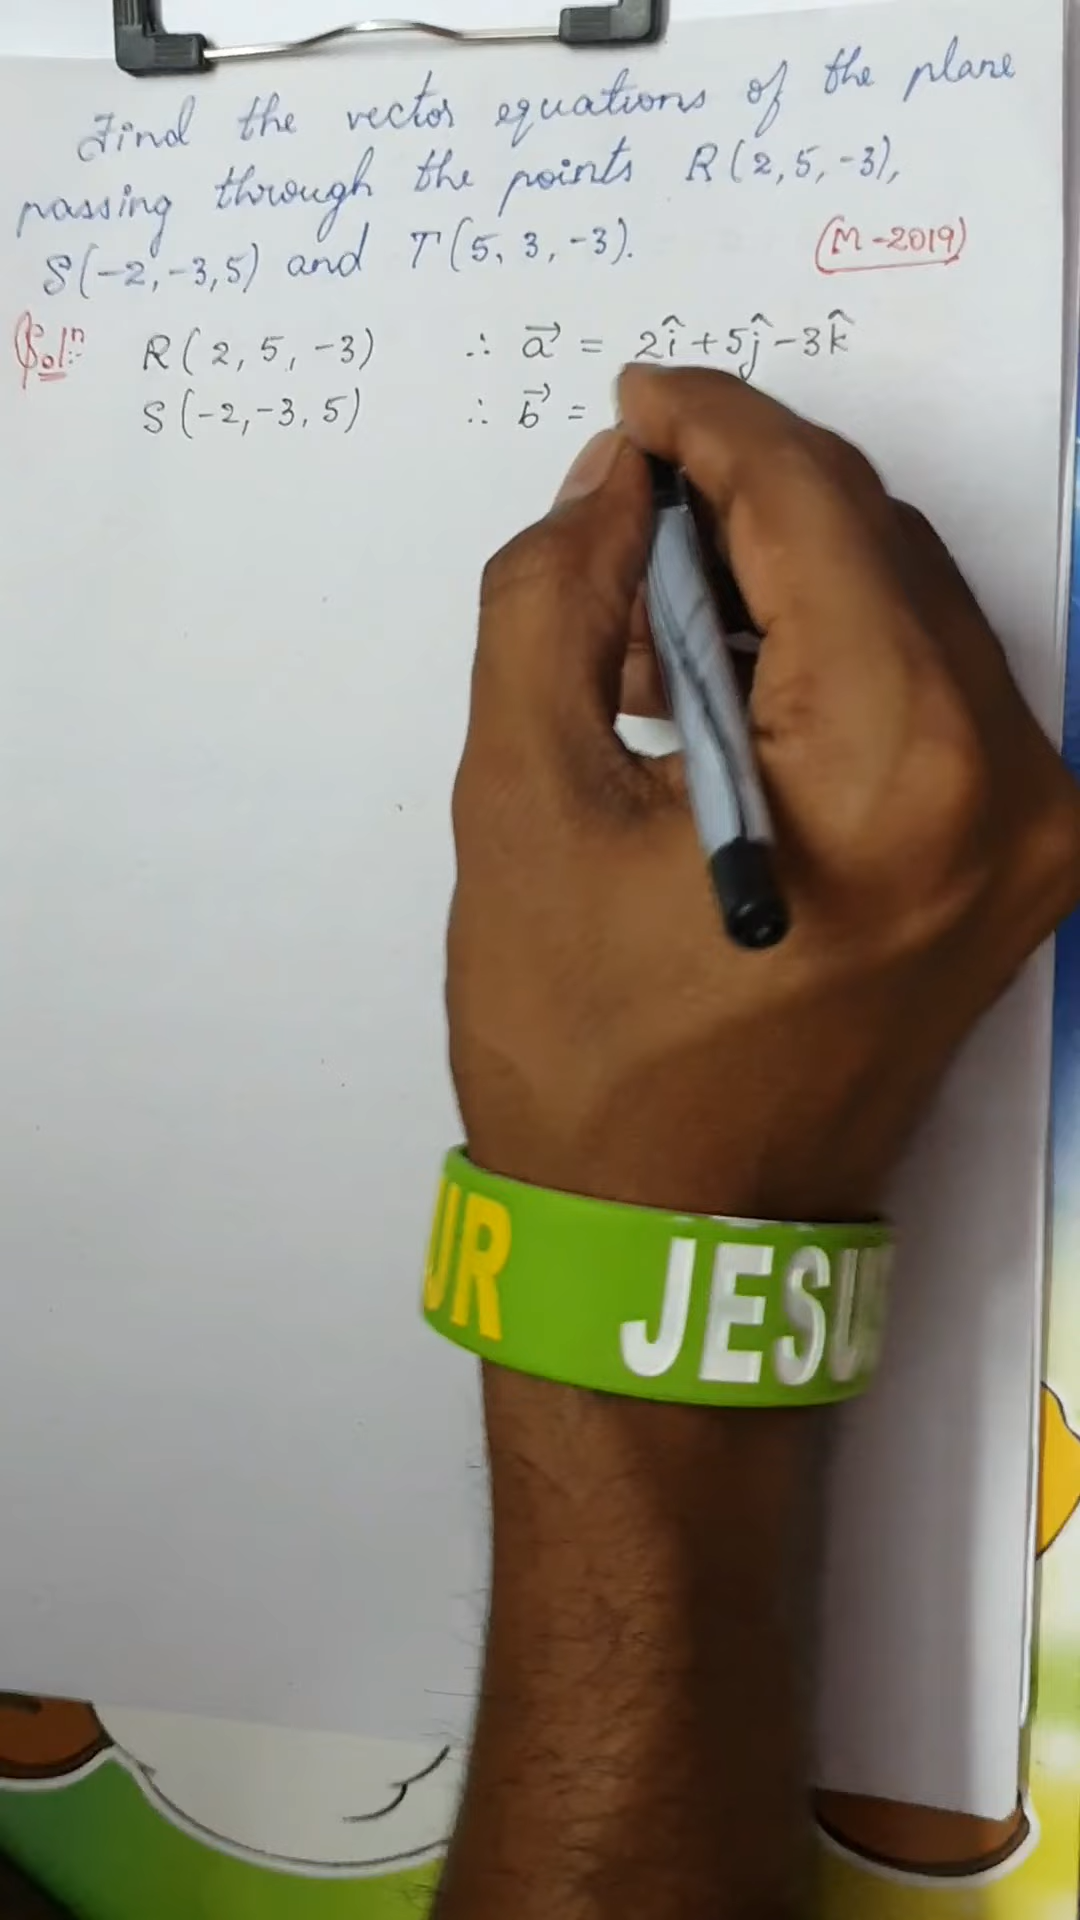 Find the vector equations of the plane
passing through the points R(2, 5, -3),
S(-2, -3, 5) and T(5, 3, -3).
(M-2019)
Solⁿ:- R(2, 5, -3) ∴ a⃗ = 2î + 5ĵ - 3k̂
S(-2, -3, 5) ∴ b⃗ =
UR JESU